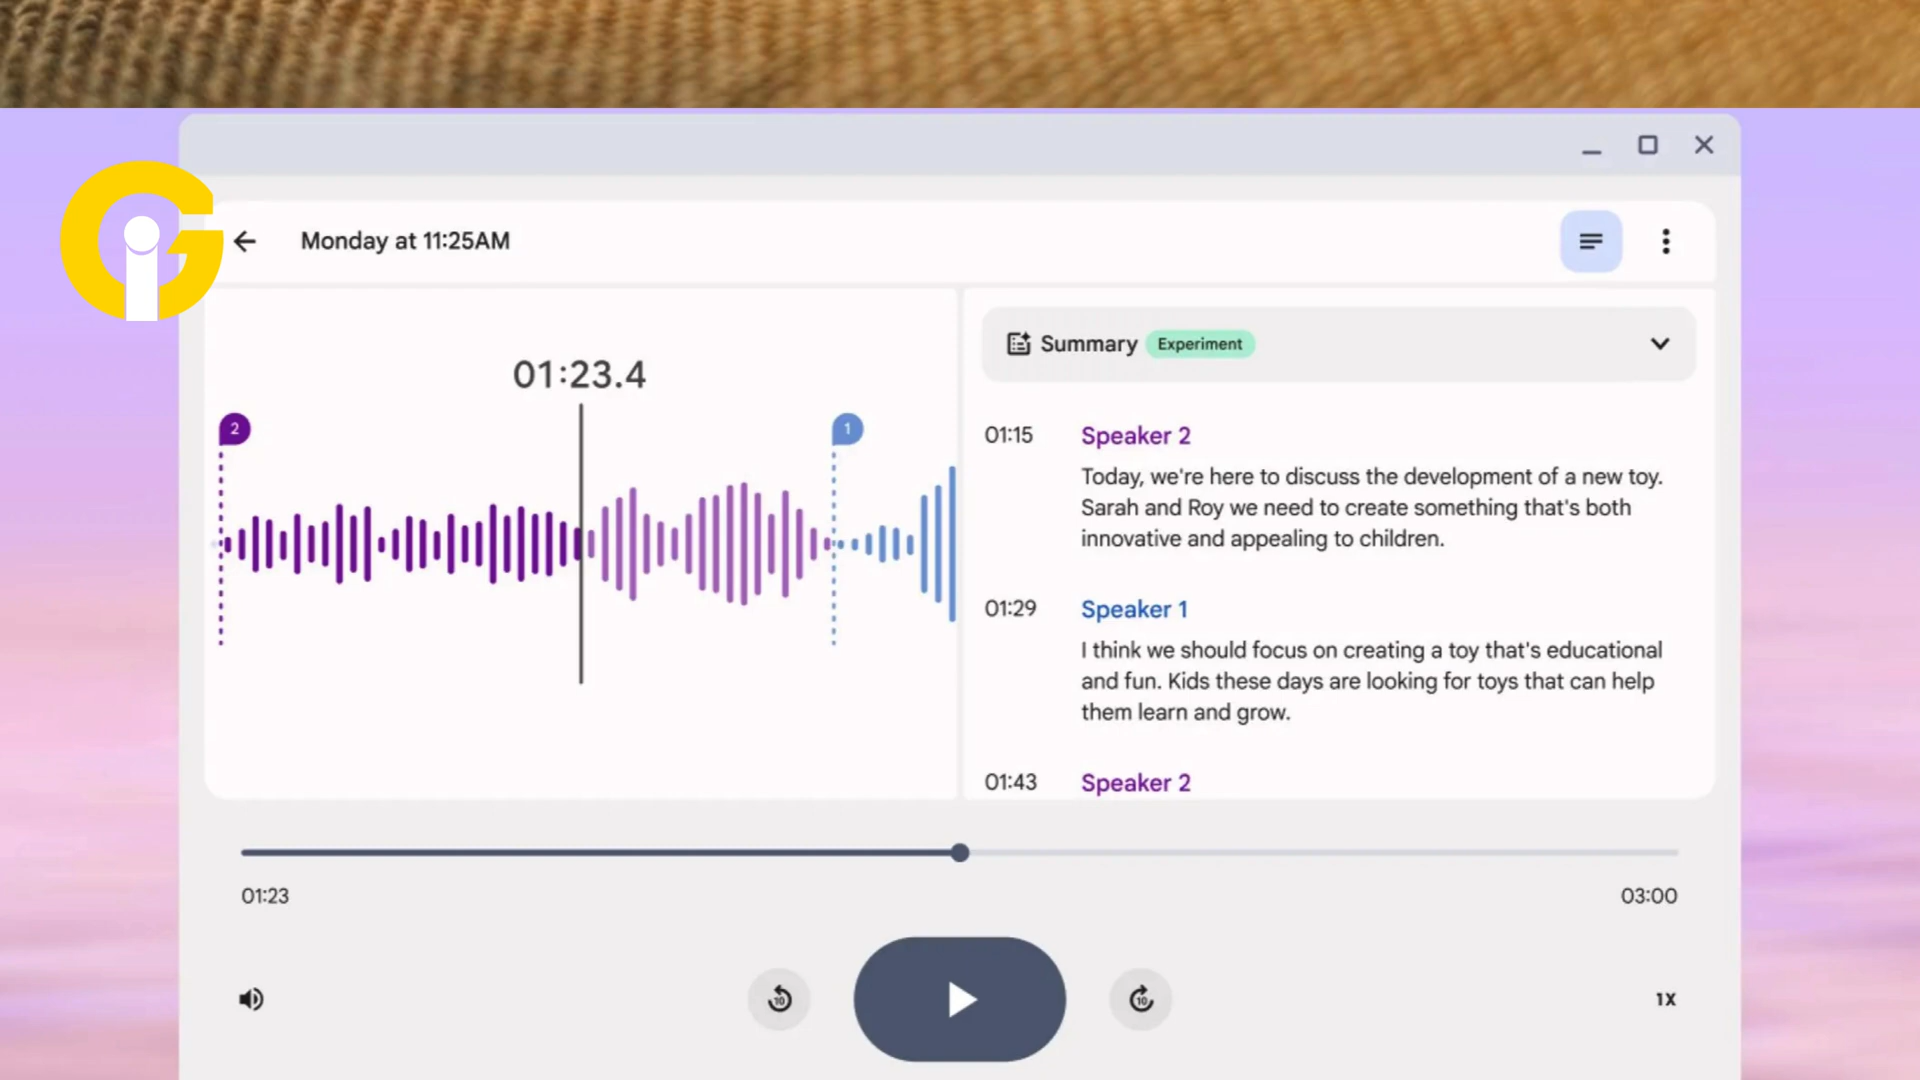 Gi
Monday at 11:25AM
01:23.4
2
1
Summary Experiment
01:15 Speaker 2
Today, we're here to discuss the development of a new toy.
Sarah and Roy we need to create something that's both
innovative and appealing to children.
01:29 Speaker 1
I think we should focus on creating a toy that's educational
and fun. Kids these days are looking for toys that can help
them learn and grow.
01:43 Speaker 2
01:23
03:00
10
10
1X